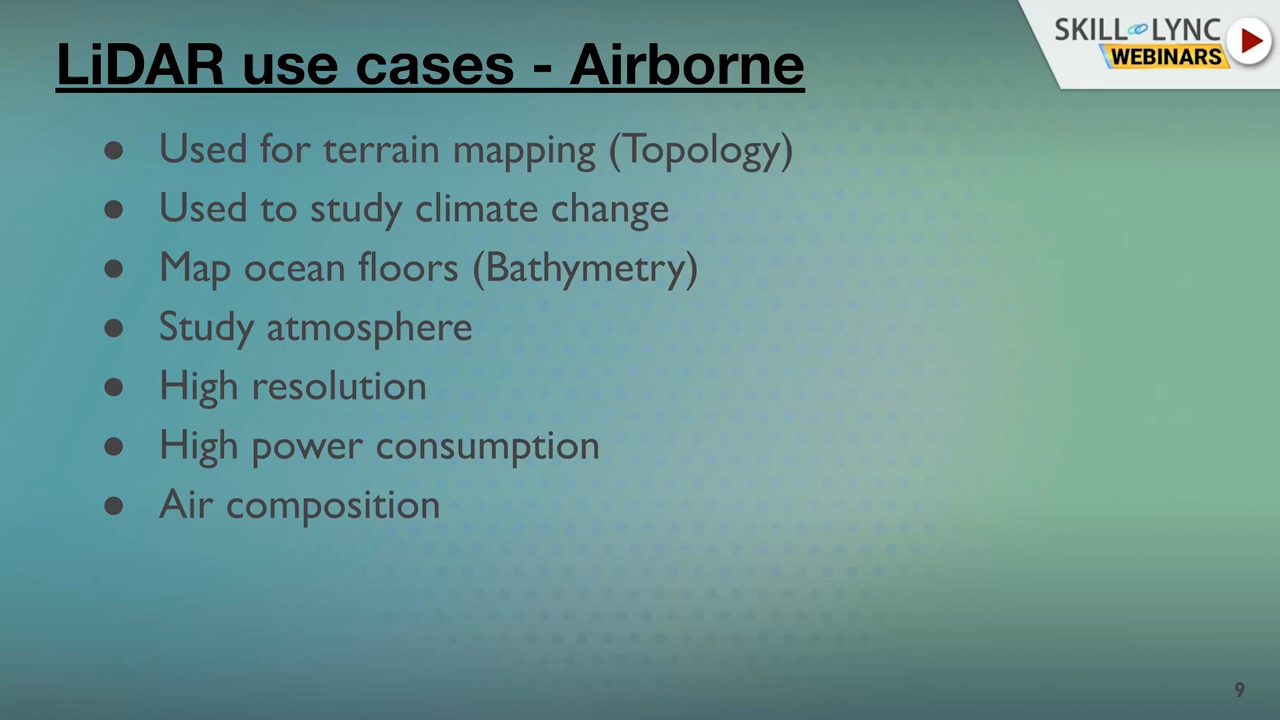 LiDAR use cases - Airborne
SKILL LYNC
WEBINARS
● Used for terrain mapping (Topology)
● Used to study climate change
● Map ocean floors (Bathymetry)
● Study atmosphere
● High resolution
● High power consumption
● Air composition
9